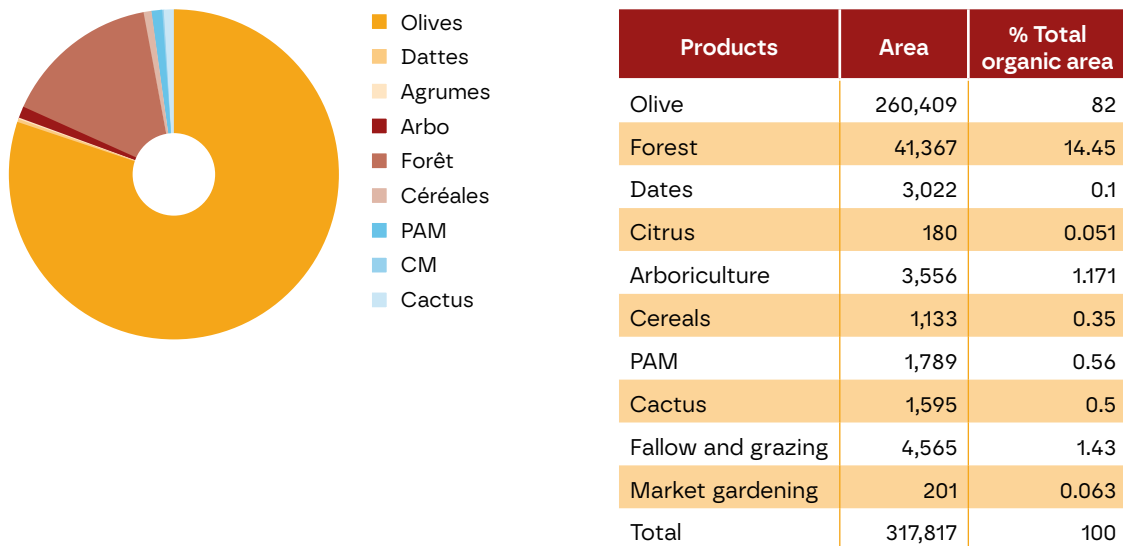 Olives
Dattes
Agrumes
Arbo
Forêt
Céréales
PAM
CM
Cactus
Products Area % Total organic area
Olive 260,409 82
Forest 41,367 14.45
Dates 3,022 0.1
Citrus 180 0.051
Arboriculture 3,556 1.171
Cereals 1,133 0.35
PAM 1,789 0.56
Cactus 1,595 0.5
Fallow and grazing 4,565 1.43
Market gardening 201 0.063
Total 317,817 100